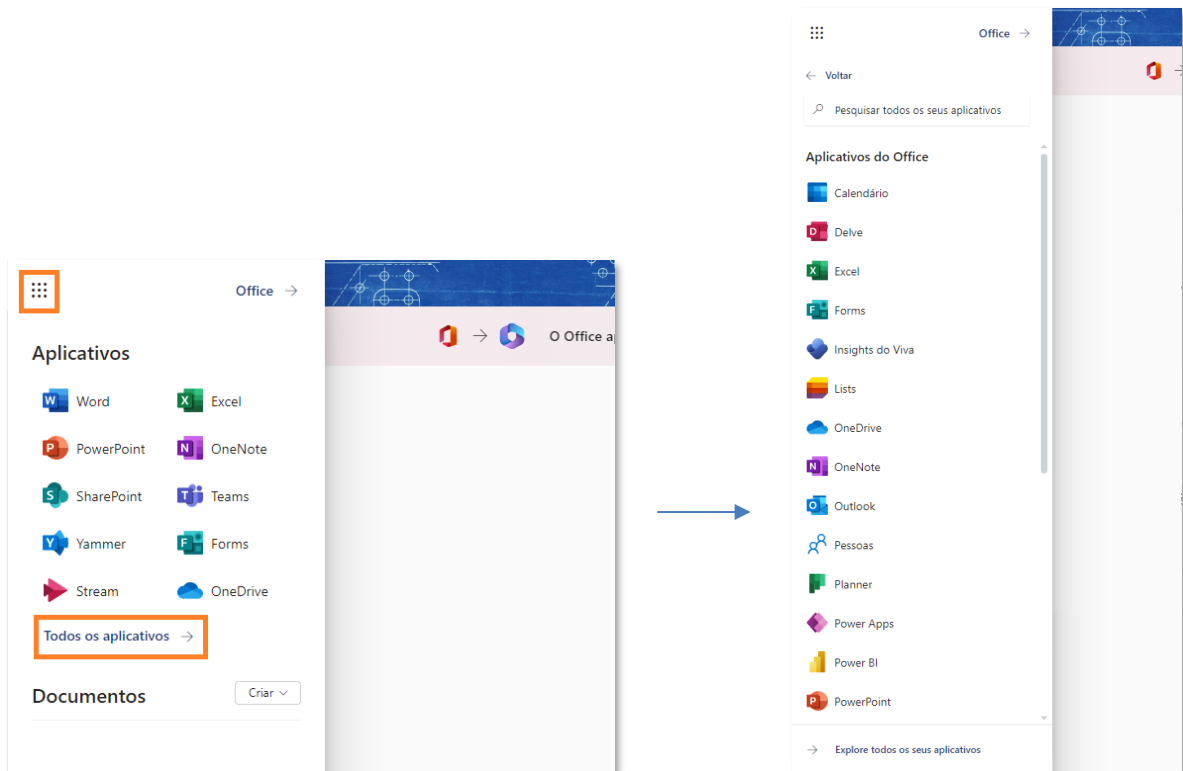 Office
Aplicativos
Word
Excel
PowerPoint
OneNote
SharePoint
Teams
Yammer
Forms
Stream
OneDrive
Todos os aplicativos
Documentos
Criar
O Office a
Office
Voltar
Pesquisar todos os seus aplicativos
Aplicativos do Office
Calendário
Delve
Excel
Forms
Insights do Viva
Lists
OneDrive
OneNote
Outlook
Pessoas
Planner
Power Apps
Power BI
PowerPoint
Explore todos os seus aplicativos